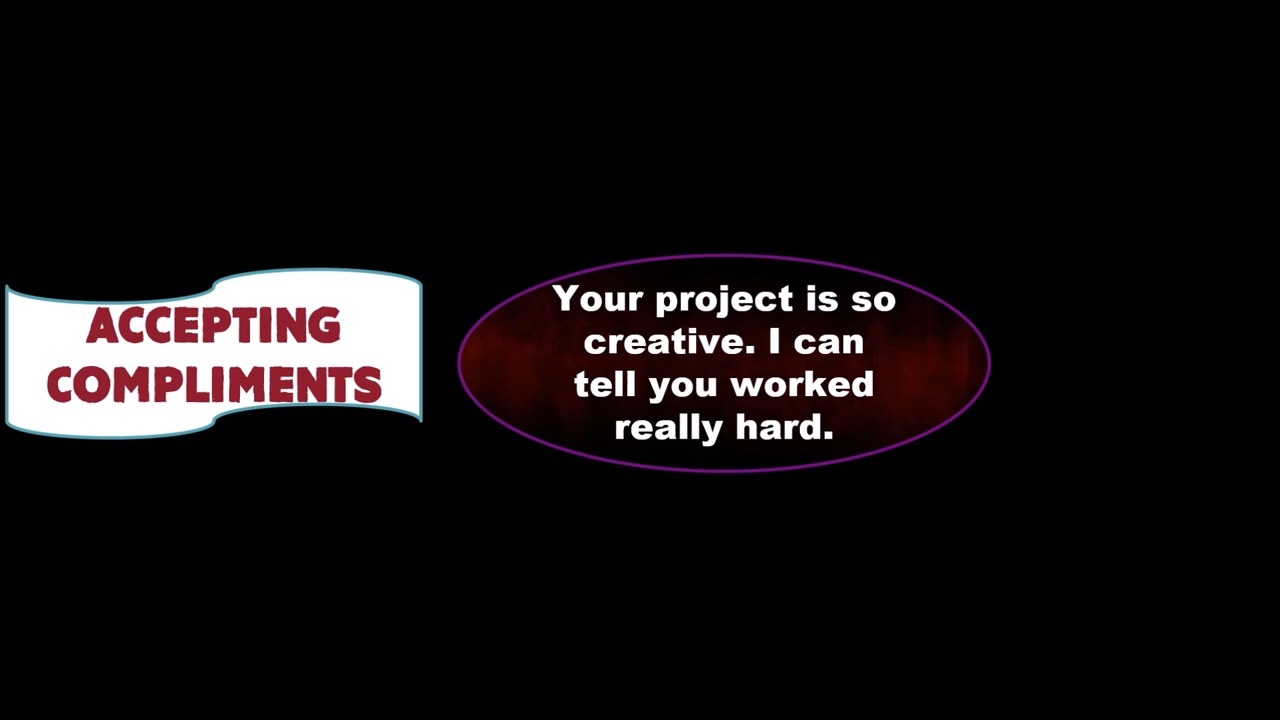 ACCEPTING
COMPLIMENTS
Your project is so
creative. I can
tell you worked
really hard.